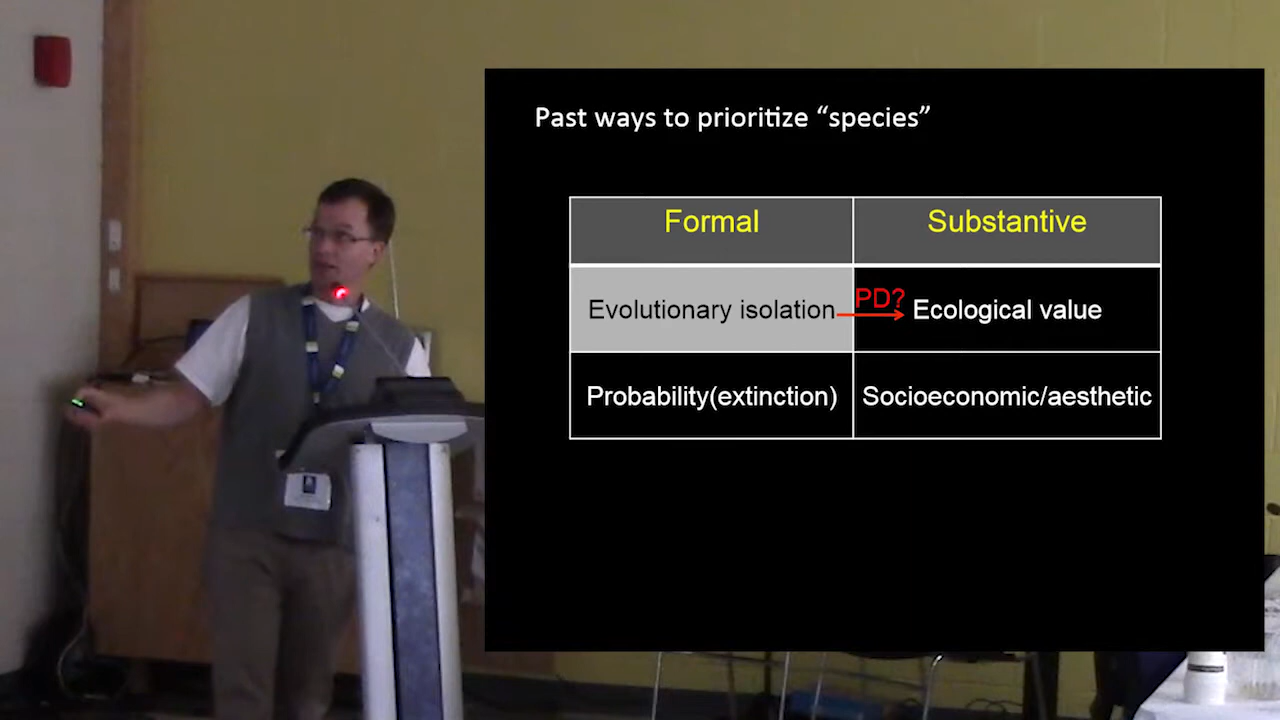 Past ways to prioritize “species”
Formal
Substantive
Evolutionary isolation
PD?
Ecological value
Probability(extinction)
Socioeconomic/aesthetic